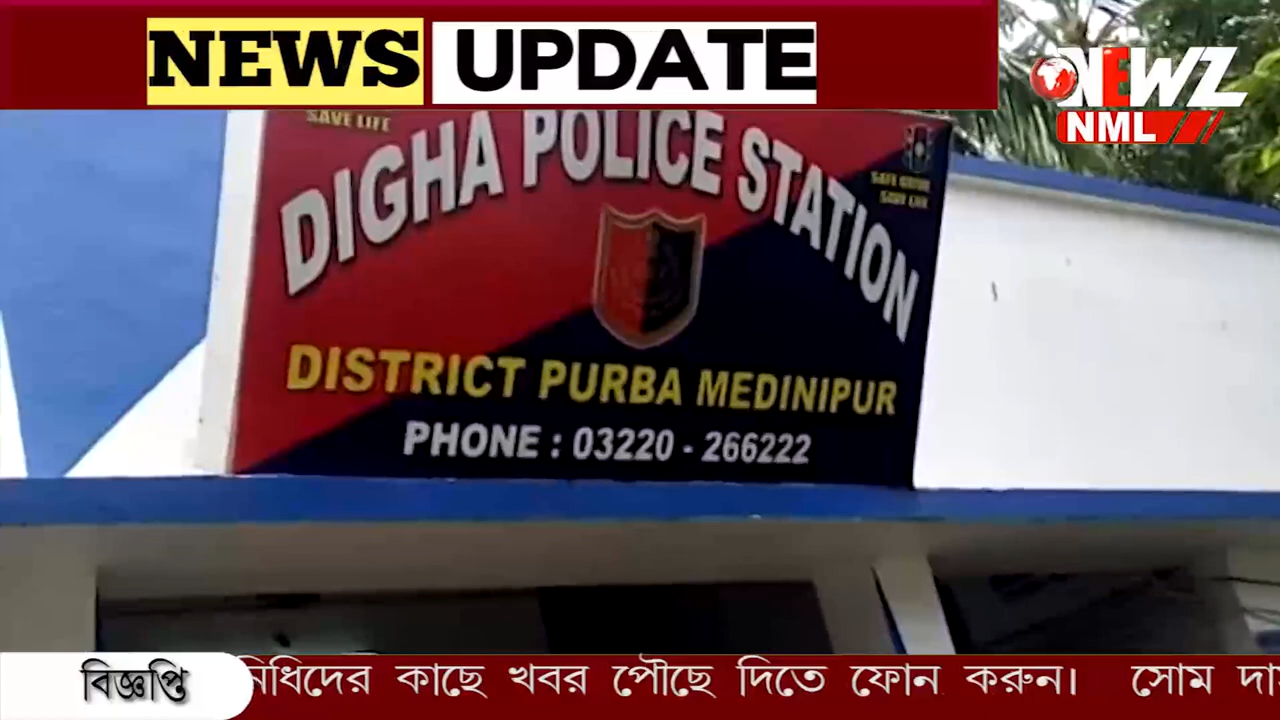 NEWS UPDATE
NEWZ
NML
SAVE LIFE
DIGHA POLICE STATION
SAFE DRIVE
SAVE LIFE
DISTRICT PURBA MEDINIPUR
PHONE : 03220 - 266222
বিজ্ঞপ্তি
নিধিদের কাছে খবর পৌছে দিতে ফোন করুন। সোম